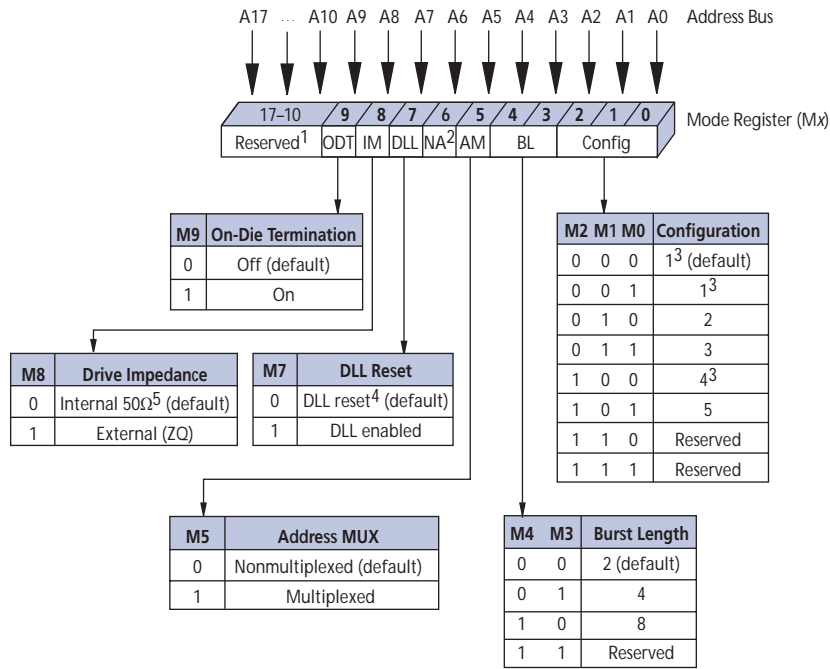 A17 ... A10 A9 A8 A7 A6 A5 A4 A3 A2 A1 A0 Address Bus
17–10 9 8 7 6 5 4 3 2 1 0 Mode Register (Mx)
Reserved1 ODT IM DLL NA2 AM BL Config
M9 On-Die Termination
0 Off (default)
1 On
M2 M1 M0 Configuration
0 0 0 13 (default)
0 0 1 13
0 1 0 2
0 1 1 3
1 0 0 43
1 0 1 5
1 1 0 Reserved
1 1 1 Reserved
M8 Drive Impedance
0 Internal 50Ω5 (default)
1 External (ZQ)
M7 DLL Reset
0 DLL reset4 (default)
1 DLL enabled
M5 Address MUX
0 Nonmultiplexed (default)
1 Multiplexed
M4 M3 Burst Length
0 0 2 (default)
0 1 4
1 0 8
1 1 Reserved